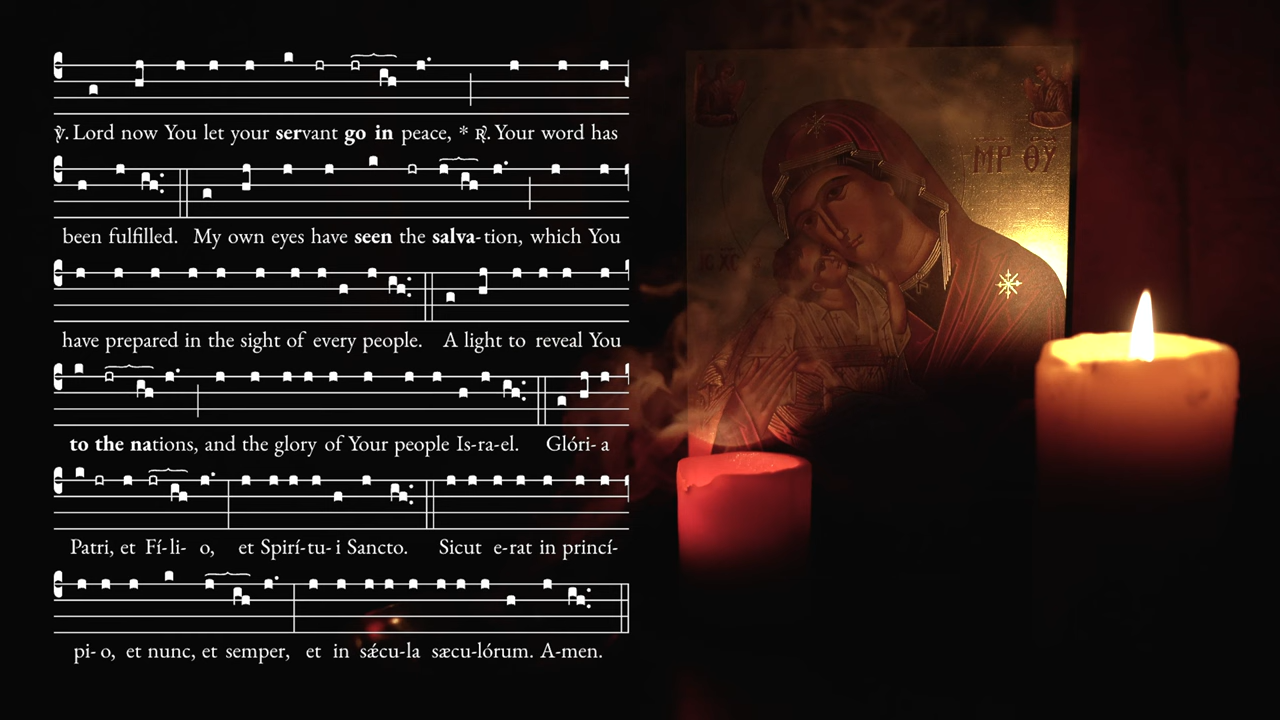 ℣. Lord now You let your servant go in peace, * ℟. Your word has
been fulfilled. My own eyes have seen the salva-tion, which You
have prepared in the sight of every people. A light to reveal You
to the nations, and the glory of Your people Is-ra-el. Glóri- a
Patri, et Fí-li- o, et Spirí-tu- i Sancto. Sicut e-rat in princí-
pi- o, et nunc, et semper, et in sǽcu-la sæcu-lórum. A-men.
ΜΡ ΘΥ